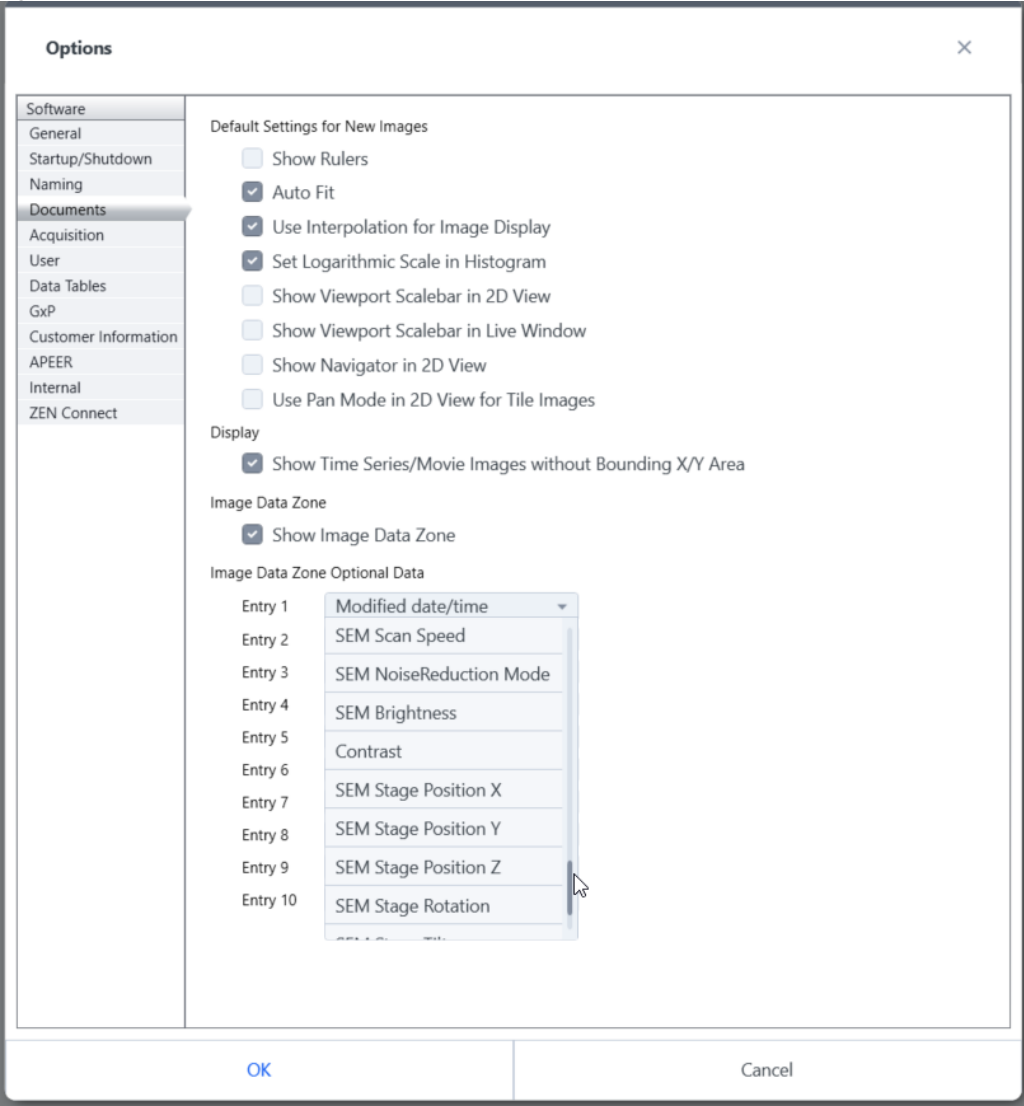 Options
Software
General
Startup/Shutdown
Naming
Documents
Acquisition
User
Data Tables
GxP
Customer Information
APEER
Internal
ZEN Connect
Default Settings for New Images
Show Rulers
Auto Fit
Use Interpolation for Image Display
Set Logarithmic Scale in Histogram
Show Viewport Scalebar in 2D View
Show Viewport Scalebar in Live Window
Show Navigator in 2D View
Use Pan Mode in 2D View for Tile Images
Display
Show Time Series/Movie Images without Bounding X/Y Area
Image Data Zone
Show Image Data Zone
Image Data Zone Optional Data
Entry 1 Modified date/time
Entry 2 SEM Scan Speed
Entry 3 SEM NoiseReduction Mode
Entry 4 SEM Brightness
Entry 5 Contrast
Entry 6 SEM Stage Position X
Entry 7 SEM Stage Position Y
Entry 8 SEM Stage Position Z
Entry 9 SEM Stage Rotation
Entry 10
OK Cancel